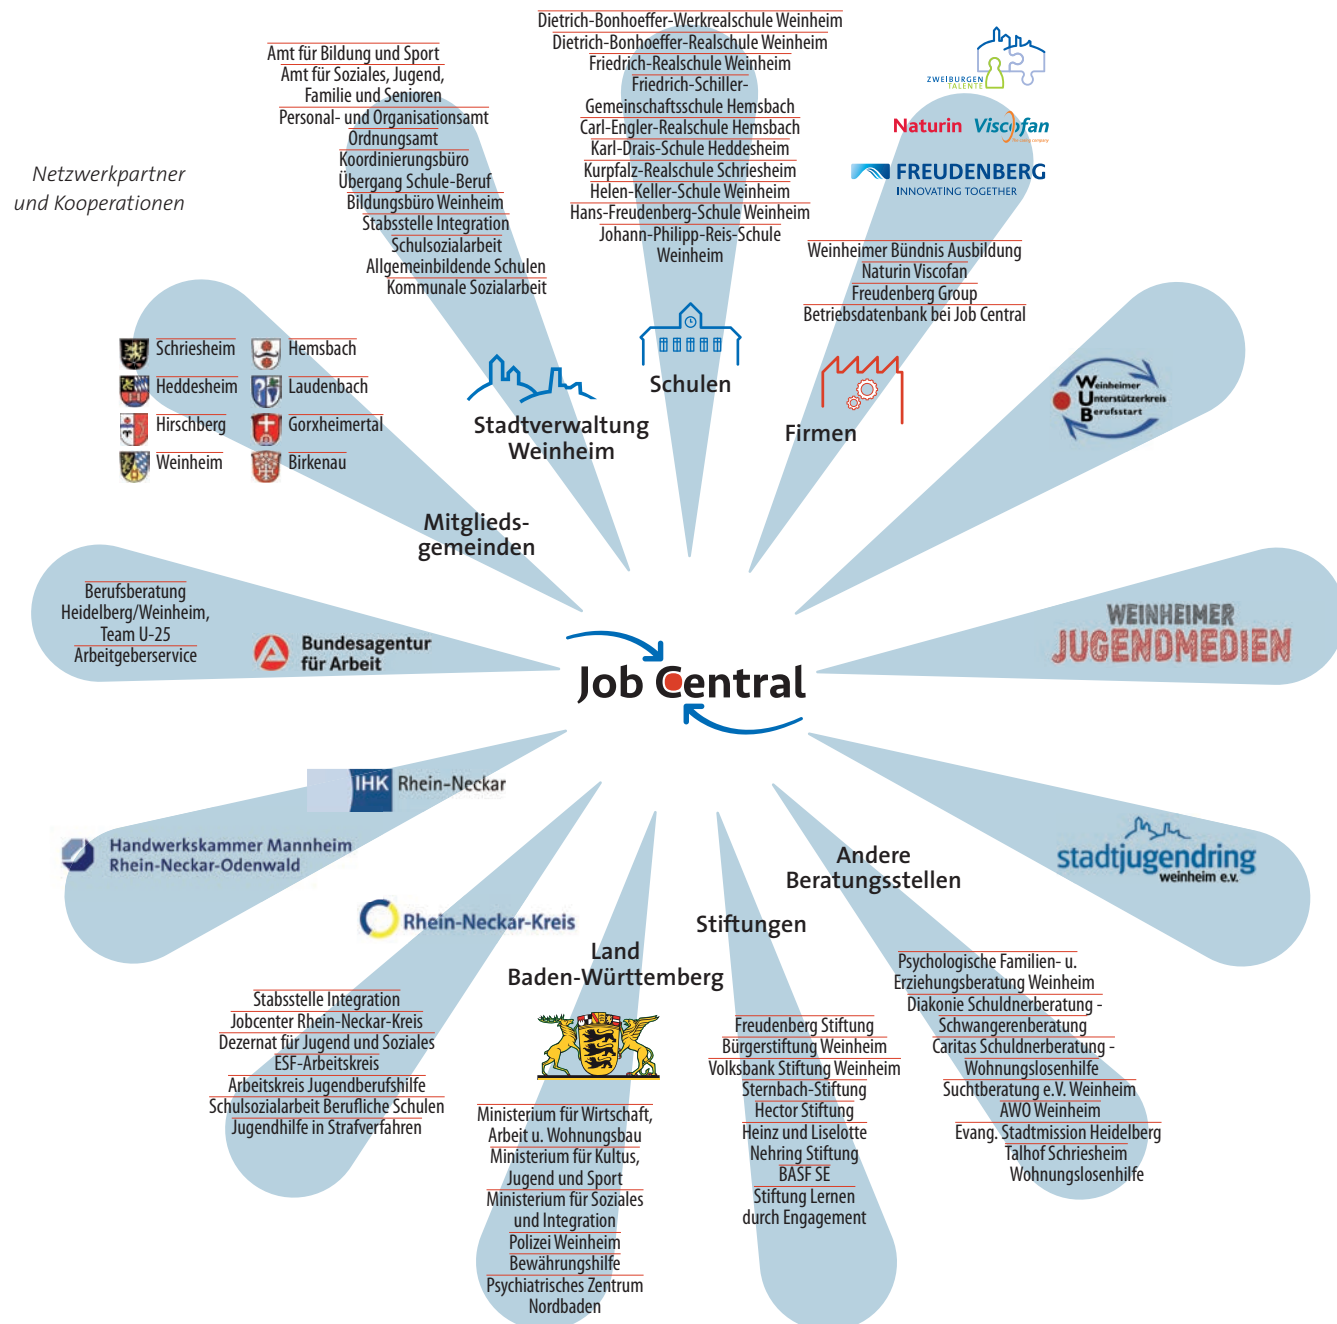 Netzwerkpartner
und Kooperationen
Amt für Bildung und Sport
Amt für Soziales, Jugend,
Familie und Senioren
Personal- und Organisationsamt
Ordnungsamt
Koordinierungsbüro
Übergang Schule-Beruf
Bildungsbüro Weinheim
Stabsstelle Integration
Schulsozialarbeit
Allgemeinbildende Schulen
Kommunale Sozialarbeit
Stadtverwaltung
Weinheim
Dietrich-Bonhoeffer-Werkrealschule Weinheim
Dietrich-Bonhoeffer-Realschule Weinheim
Friedrich-Realschule Weinheim
Friedrich-Schiller-
Gemeinschaftsschule Hemsbach
Carl-Engler-Realschule Hemsbach
Karl-Drais-Schule Heddesheim
Kurpfalz-Realschule Schriesheim
Helen-Keller-Schule Weinheim
Hans-Freudenberg-Schule Weinheim
Johann-Philipp-Reis-Schule
Weinheim
Schulen
ZWEIBURGEN
TALENTE
Naturin Viscofan
FREUDENBERG
INNOVATING TOGETHER
Weinheimer Bündnis Ausbildung
Naturin Viscofan
Freudenberg Group
Betriebsdatenbank bei Job Central
Firmen
Weinheimer
Unterstützerkreis
Berufsstart
WEINHEIMER
JUGENDMEDIEN
stadtjugendring
weinheim e.v.
Schriesheim
Heddesheim
Hirschberg
Weinheim
Hemsbach
Laudenbach
Gorxheimertal
Birkenau
Mitglieds-
gemeinden
Berufsberatung
Heidelberg/Weinheim,
Team U-25
Arbeitgeberservice
Bundesagentur
für Arbeit
Job Central
IHK Rhein-Neckar
Handwerkskammer Mannheim
Rhein-Neckar-Odenwald
Rhein-Neckar-Kreis
Stabsstelle Integration
Jobcenter Rhein-Neckar-Kreis
Dezernat für Jugend und Soziales
ESF-Arbeitskreis
Arbeitskreis Jugendberufshilfe
Schulsozialarbeit Berufliche Schulen
Jugendhilfe in Strafverfahren
Land
Baden-Württemberg
Ministerium für Wirtschaft,
Arbeit u. Wohnungsbau
Ministerium für Kultus,
Jugend und Sport
Ministerium für Soziales
und Integration
Polizei Weinheim
Bewährungshilfe
Psychiatrisches Zentrum
Nordbaden
Stiftungen
Freudenberg Stiftung
Bürgerstiftung Weinheim
Volksbank Stiftung Weinheim
Sternbach-Stiftung
Hector Stiftung
Heinz und Liselotte
Nehring Stiftung
BASF SE
Stiftung Lernen
durch Engagement
Andere
Beratungsstellen
Psychologische Familien- u.
Erziehungsberatung Weinheim
Diakonie Schuldnerberatung -
Schwangerenberatung
Caritas Schuldnerberatung -
Wohnungslosenhilfe
Suchtberatung e.V. Weinheim
AWO Weinheim
Evang. Stadtmission Heidelberg
Talhof Schriesheim
Wohnungslosenhilfe